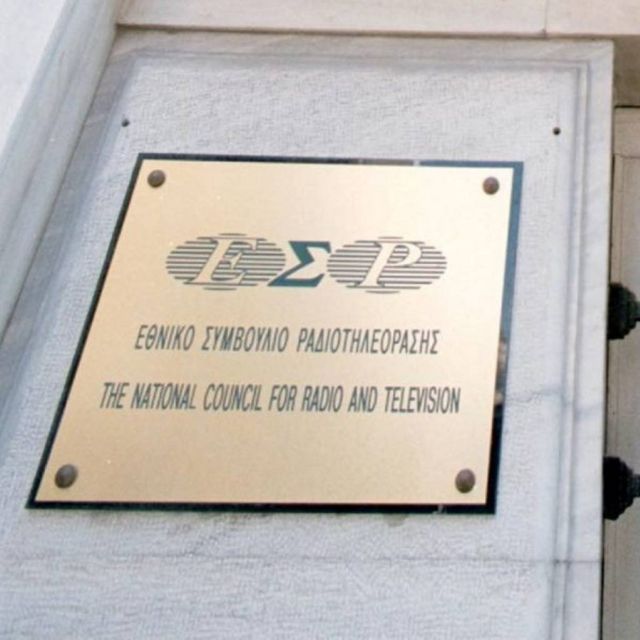 ΕΣΡ
ΕΘΝΙΚΟ ΣΥΜΒΟΥΛΙΟ ΡΑΔΙΟΤΗΛΕΟΡΑΣΗΣ
THE NATIONAL COUNCIL FOR RADIO AND TELEVISION